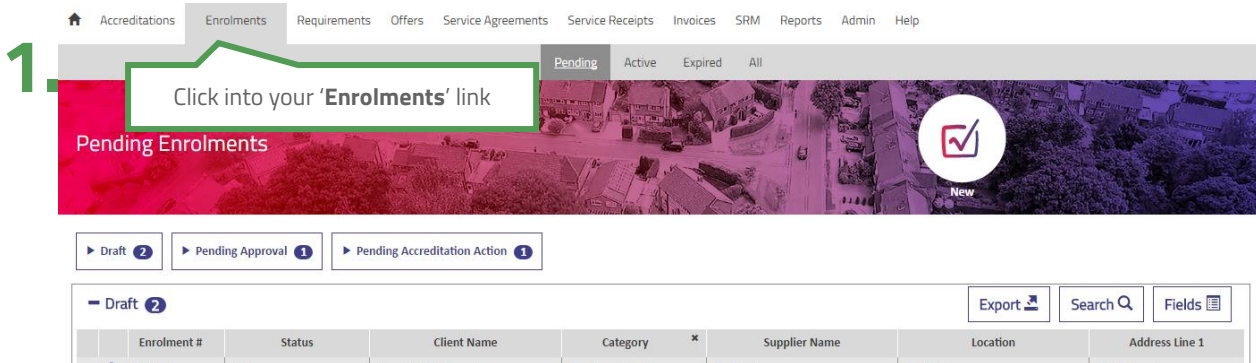 Accreditations Enrolments Requirements Offers Service Agreements Service Receipts Invoices SRM Reports Admin Help
1.
Pending Active Expired All
Click into your ‘Enrolments’ link
Pending Enrolments
New
Draft 2 Pending Approval 1 Pending Accreditation Action 1
Draft 2 Export Search Fields
Enrolment # Status Client Name Category Supplier Name Location Address Line 1